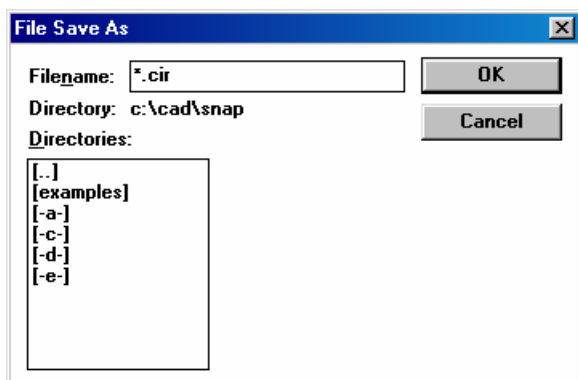 File Save As
Filename: *.cir
OK
Directory: c:\cad\snap
Cancel
Directories:
[..]
[examples]
[-a-]
[-c-]
[-d-]
[-e-]